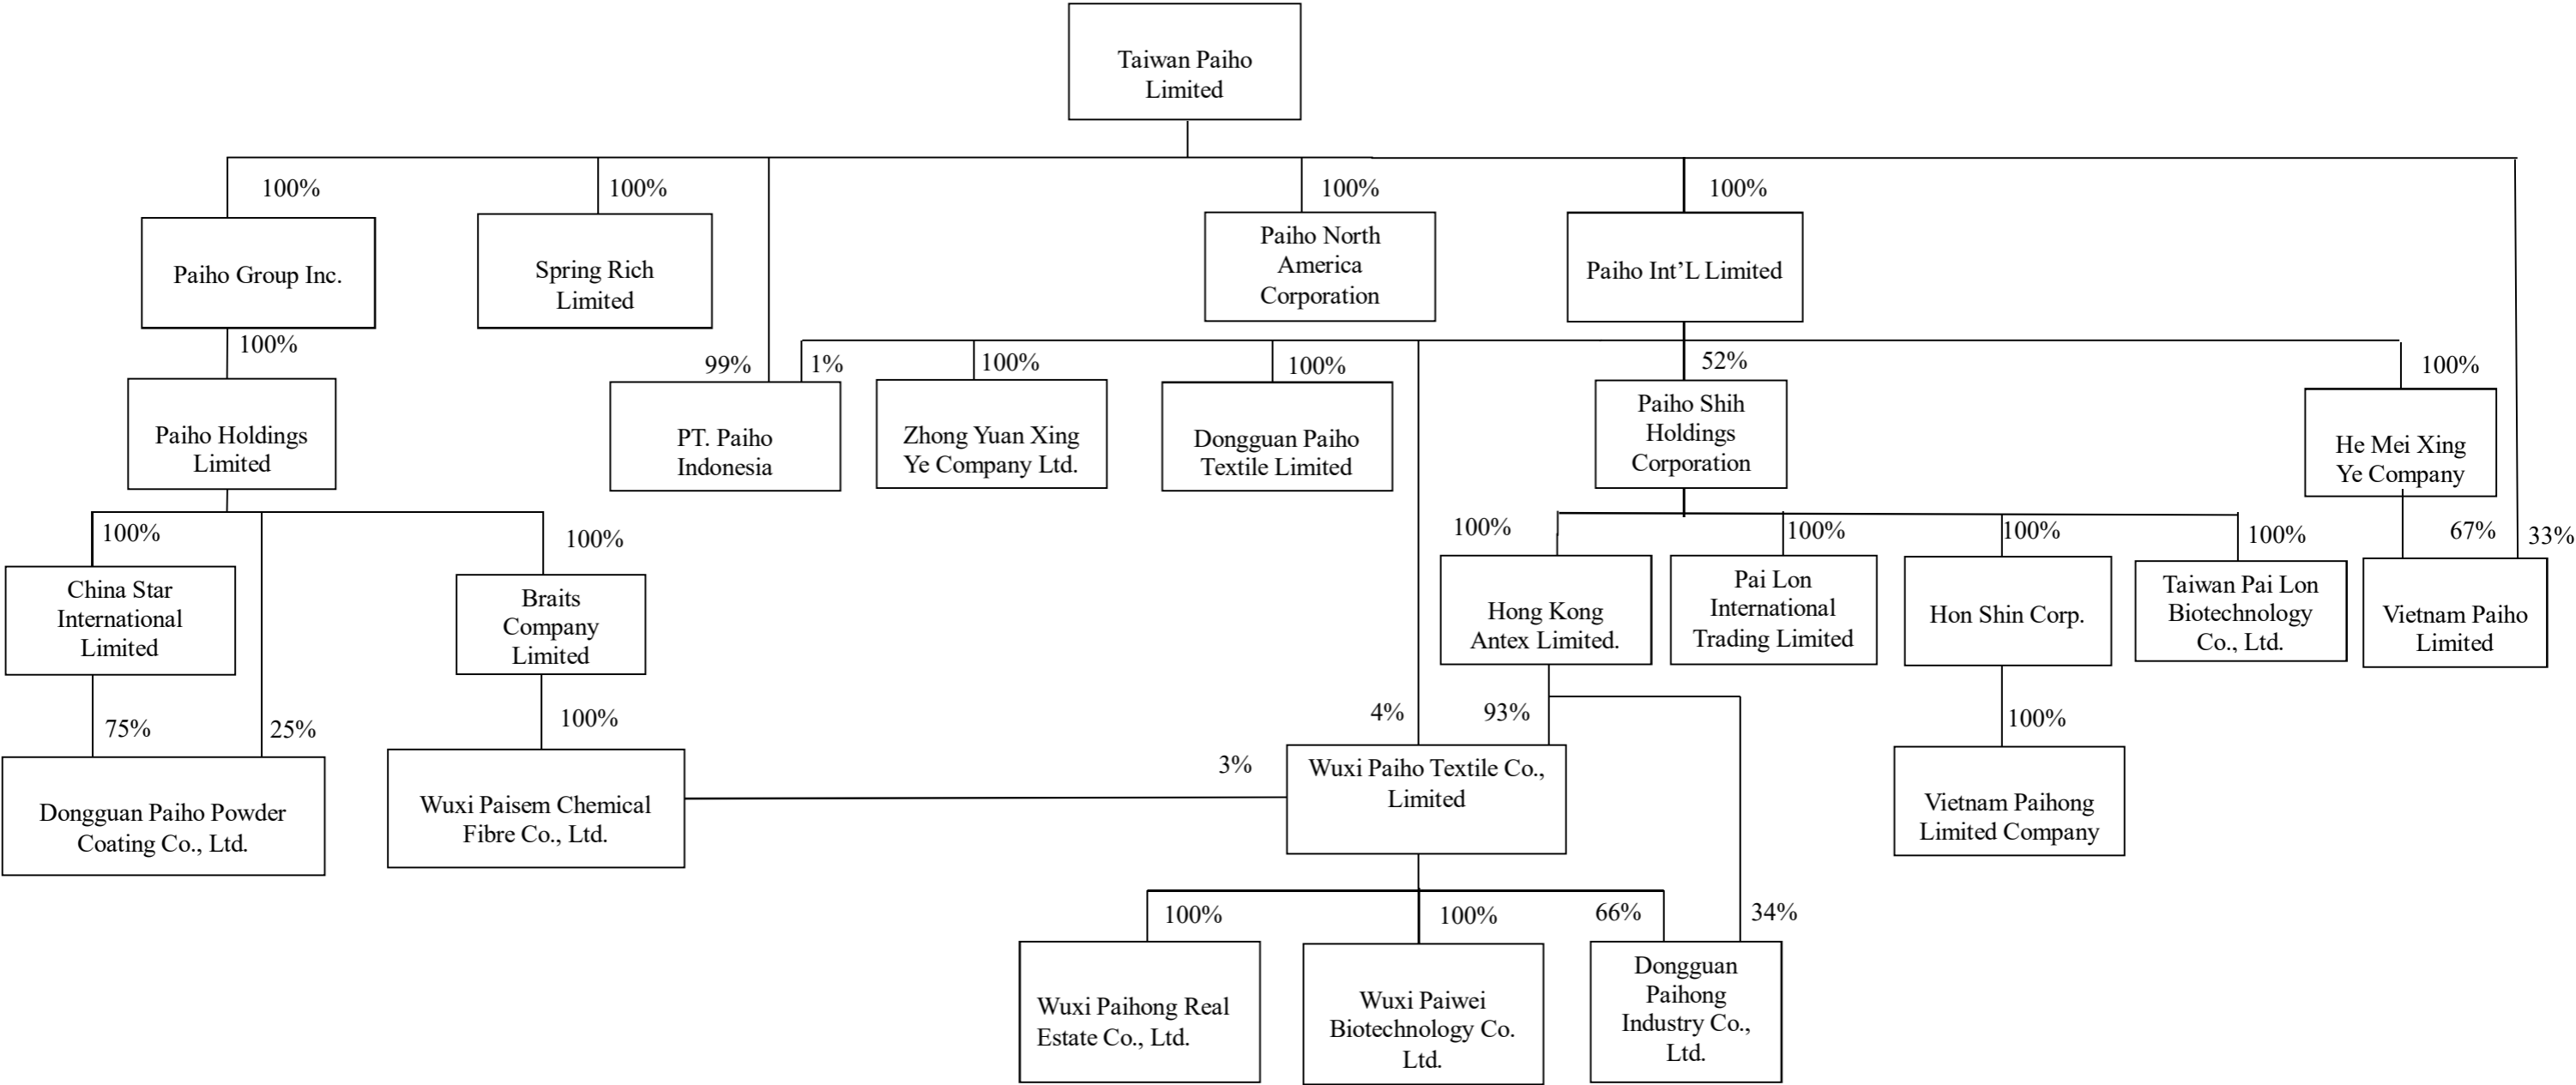 Taiwan Paiho
Limited
100%
100%
100%
100%
Paiho Group Inc.
Spring Rich
Limited
Paiho North
America
Corporation
Paiho Int’L Limited
100%
99%
1%
100%
100%
52%
100%
Paiho Holdings
Limited
PT. Paiho
Indonesia
Zhong Yuan Xing
Ye Company Ltd.
Dongguan Paiho
Textile Limited
Paiho Shih
Holdings
Corporation
He Mei Xing
Ye Company
100%
100%
100%
100%
100%
100%
67%
33%
China Star
International
Limited
Braits
Company
Limited
Hong Kong
Antex Limited.
Pai Lon
International
Trading Limited
Hon Shin Corp.
Taiwan Pai Lon
Biotechnology
Co., Ltd.
Vietnam Paiho
Limited
75%
25%
100%
4%
93%
100%
3%
Dongguan Paiho Powder
Coating Co., Ltd.
Wuxi Paisem Chemical
Fibre Co., Ltd.
Wuxi Paiho Textile Co.,
Limited
Vietnam Paihong
Limited Company
100%
100%
66%
34%
Wuxi Paihong Real
Estate Co., Ltd.
Wuxi Paiwei
Biotechnology Co.
Ltd.
Dongguan
Paihong
Industry Co.,
Ltd.